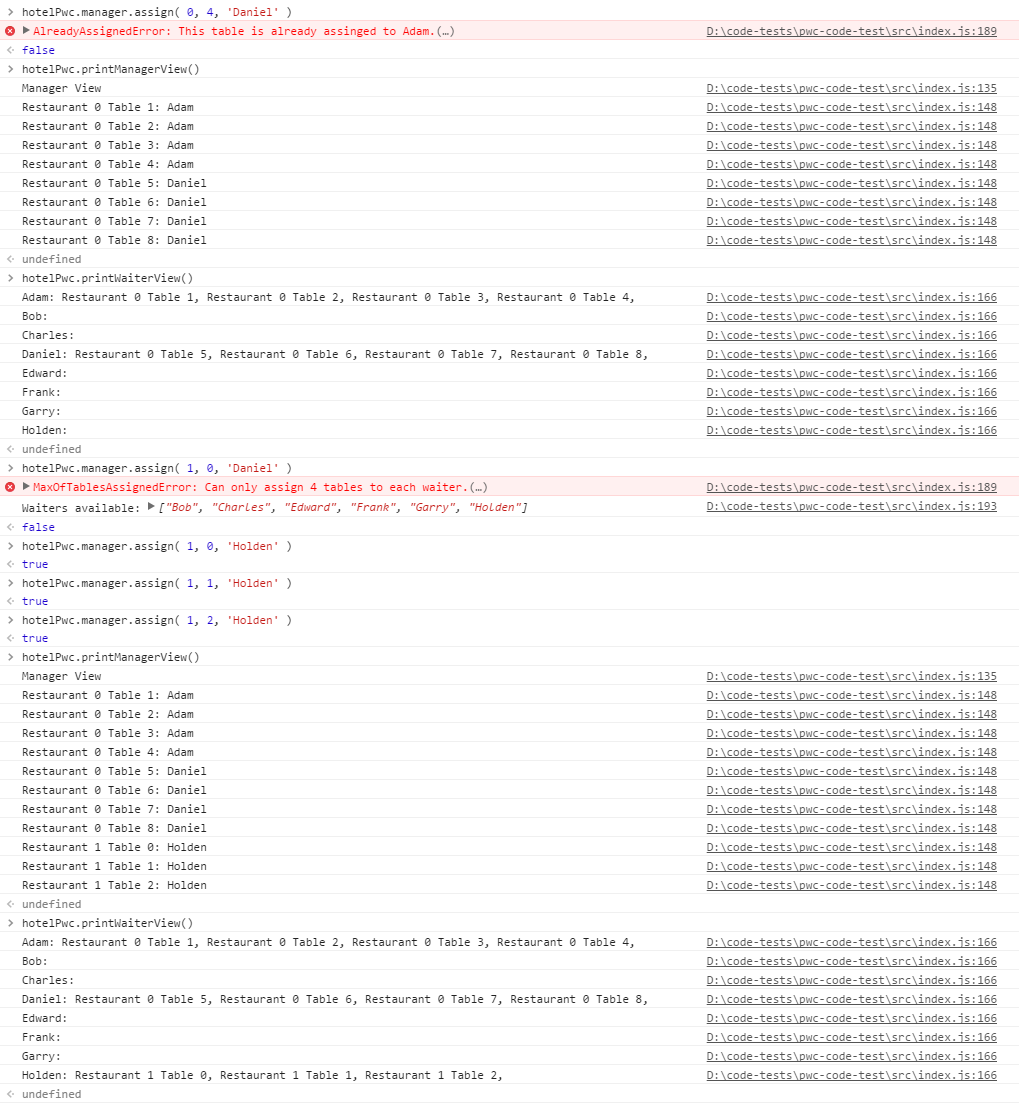 > hotelPwc.manager.assign( 0, 4, 'Daniel' )
AlreadyAssignedError: This table is already assinged to Adam.(…) D:\code-tests\pwc-code-test\src\index.js:189
false
> hotelPwc.printManagerView()
Manager View D:\code-tests\pwc-code-test\src\index.js:135
Restaurant 0 Table 1: Adam D:\code-tests\pwc-code-test\src\index.js:148
Restaurant 0 Table 2: Adam D:\code-tests\pwc-code-test\src\index.js:148
Restaurant 0 Table 3: Adam D:\code-tests\pwc-code-test\src\index.js:148
Restaurant 0 Table 4: Adam D:\code-tests\pwc-code-test\src\index.js:148
Restaurant 0 Table 5: Daniel D:\code-tests\pwc-code-test\src\index.js:148
Restaurant 0 Table 6: Daniel D:\code-tests\pwc-code-test\src\index.js:148
Restaurant 0 Table 7: Daniel D:\code-tests\pwc-code-test\src\index.js:148
Restaurant 0 Table 8: Daniel D:\code-tests\pwc-code-test\src\index.js:148
undefined
> hotelPwc.printWaiterView()
Adam: Restaurant 0 Table 1, Restaurant 0 Table 2, Restaurant 0 Table 3, Restaurant 0 Table 4, D:\code-tests\pwc-code-test\src\index.js:166
Bob: D:\code-tests\pwc-code-test\src\index.js:166
Charles: D:\code-tests\pwc-code-test\src\index.js:166
Daniel: Restaurant 0 Table 5, Restaurant 0 Table 6, Restaurant 0 Table 7, Restaurant 0 Table 8, D:\code-tests\pwc-code-test\src\index.js:166
Edward: D:\code-tests\pwc-code-test\src\index.js:166
Frank: D:\code-tests\pwc-code-test\src\index.js:166
Garry: D:\code-tests\pwc-code-test\src\index.js:166
Holden: D:\code-tests\pwc-code-test\src\index.js:166
undefined
> hotelPwc.manager.assign( 1, 0, 'Daniel' )
MaxOfTablesAssignedError: Can only assign 4 tables to each waiter.(…) D:\code-tests\pwc-code-test\src\index.js:189
Waiters available: ["Bob", "Charles", "Edward", "Frank", "Garry", "Holden"] D:\code-tests\pwc-code-test\src\index.js:193
false
> hotelPwc.manager.assign( 1, 0, 'Holden' )
true
> hotelPwc.manager.assign( 1, 1, 'Holden' )
true
> hotelPwc.manager.assign( 1, 2, 'Holden' )
true
> hotelPwc.printManagerView()
Manager View D:\code-tests\pwc-code-test\src\index.js:135
Restaurant 0 Table 1: Adam D:\code-tests\pwc-code-test\src\index.js:148
Restaurant 0 Table 2: Adam D:\code-tests\pwc-code-test\src\index.js:148
Restaurant 0 Table 3: Adam D:\code-tests\pwc-code-test\src\index.js:148
Restaurant 0 Table 4: Adam D:\code-tests\pwc-code-test\src\index.js:148
Restaurant 0 Table 5: Daniel D:\code-tests\pwc-code-test\src\index.js:148
Restaurant 0 Table 6: Daniel D:\code-tests\pwc-code-test\src\index.js:148
Restaurant 0 Table 7: Daniel D:\code-tests\pwc-code-test\src\index.js:148
Restaurant 0 Table 8: Daniel D:\code-tests\pwc-code-test\src\index.js:148
Restaurant 1 Table 0: Holden D:\code-tests\pwc-code-test\src\index.js:148
Restaurant 1 Table 1: Holden D:\code-tests\pwc-code-test\src\index.js:148
Restaurant 1 Table 2: Holden D:\code-tests\pwc-code-test\src\index.js:148
undefined
> hotelPwc.printWaiterView()
Adam: Restaurant 0 Table 1, Restaurant 0 Table 2, Restaurant 0 Table 3, Restaurant 0 Table 4, D:\code-tests\pwc-code-test\src\index.js:166
Bob: D:\code-tests\pwc-code-test\src\index.js:166
Charles: D:\code-tests\pwc-code-test\src\index.js:166
Daniel: Restaurant 0 Table 5, Restaurant 0 Table 6, Restaurant 0 Table 7, Restaurant 0 Table 8, D:\code-tests\pwc-code-test\src\index.js:166
Edward: D:\code-tests\pwc-code-test\src\index.js:166
Frank: D:\code-tests\pwc-code-test\src\index.js:166
Garry: D:\code-tests\pwc-code-test\src\index.js:166
Holden: Restaurant 1 Table 0, Restaurant 1 Table 1, Restaurant 1 Table 2, D:\code-tests\pwc-code-test\src\index.js:166
undefined